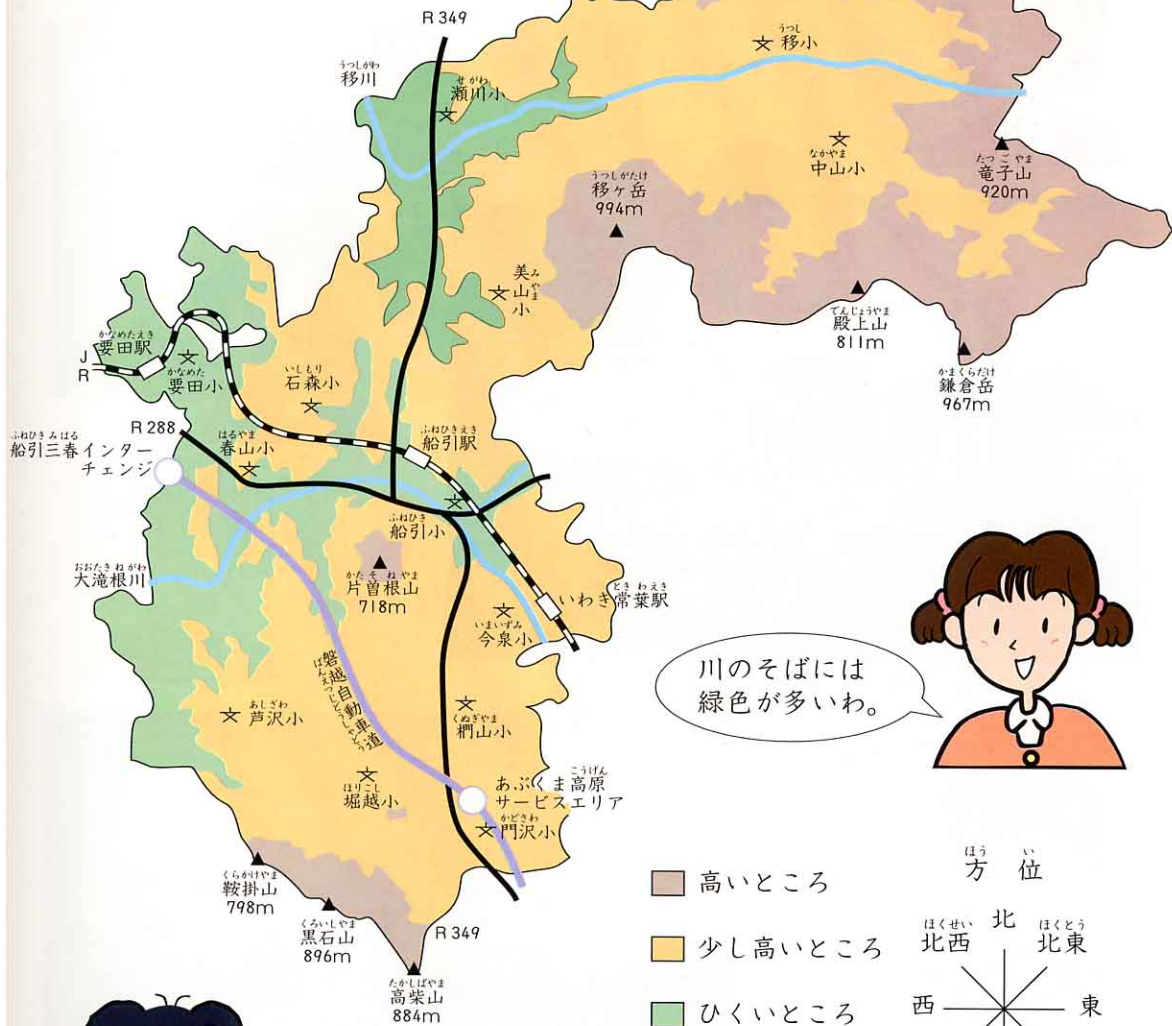 R 349
うつし
移小
うつしがわ
移川
せがわ
瀬川小
なかやま
中山小
たつごやま
竜子山
920m
うつしがたけ
移ヶ岳
994m
みやま
美山小
てんじょうやま
殿上山
811m
かまくらだけ
鎌倉岳
967m
かなめたえき
要田駅
JR
かなめた
要田小
いしもり
石森小
R 288
はるやま
春山小
ふねひきえき
船引駅
ふねひきみはる
船引三春インター
チェンジ
ふねひき
船引小
おおたきねがわ
大滝根川
かたそねやま
片曽根山
718m
ときわえき
いわき常葉駅
いまいずみ
今泉小
川のそばには
緑色が多いわ。
磐越自動車道
ばんえつじどうしゃどう
あしざわ
芦沢小
くぬぎやま
椚山小
ほりこし
堀越小
こうげん
あぶくま高原
サービスエリア
かどさわ
門沢小
くらかけやま
鞍掛山
798m
くろいしやま
黒石山
896m
R 349
たかしばやま
高柴山
884m
高いところ
少し高いところ
ひくいところ
ほうい
方位
北
ほくせい
北西
ほくとう
北東
西
東